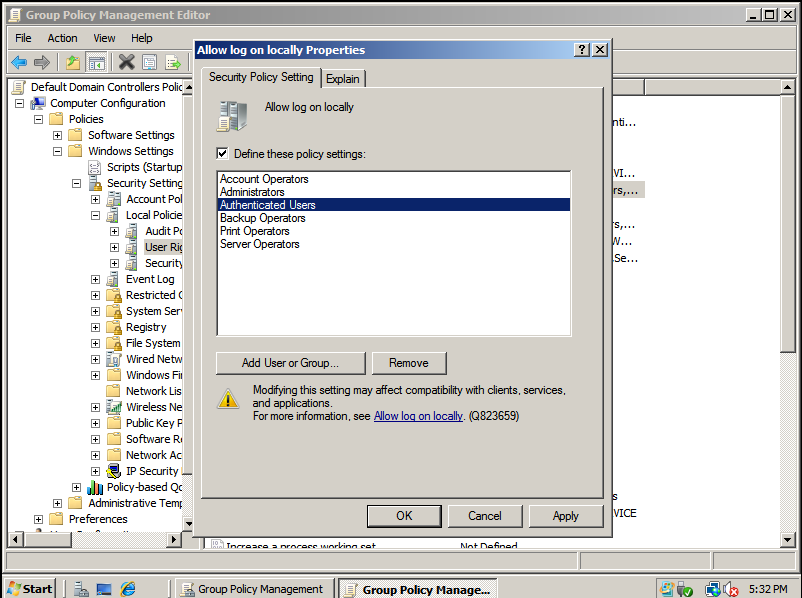 Group Policy Management Editor
File Action View Help
Default Domain Controllers Polic
Computer Configuration
Policies
Software Settings
Windows Settings
Scripts (Startup
Security Setting
Account Pol
Local Policie
Audit Po
User Rig
Security
Event Log
Restricted G
System Serv
Registry
File System
Wired Netw
Windows Fi
Network Lis
Wireless Ne
Public Key P
Software Re
Network Ac
IP Security
Policy-based Qo
Administrative Temp
Preferences
Allow log on locally Properties
Security Policy Setting Explain
Allow log on locally
Define these policy settings:
Account Operators
Administrators
Authenticated Users
Backup Operators
Print Operators
Server Operators
Add User or Group... Remove
Modifying this setting may affect compatibility with clients, services,
and applications.
For more information, see Allow log on locally. (Q823659)
OK Cancel Apply
nti...
VI...
rs,...
rs,...
W...
Se...
s
VICE
Increase a process working set Not Defined
Start Group Policy Management Group Policy Manage... 5:32 PM